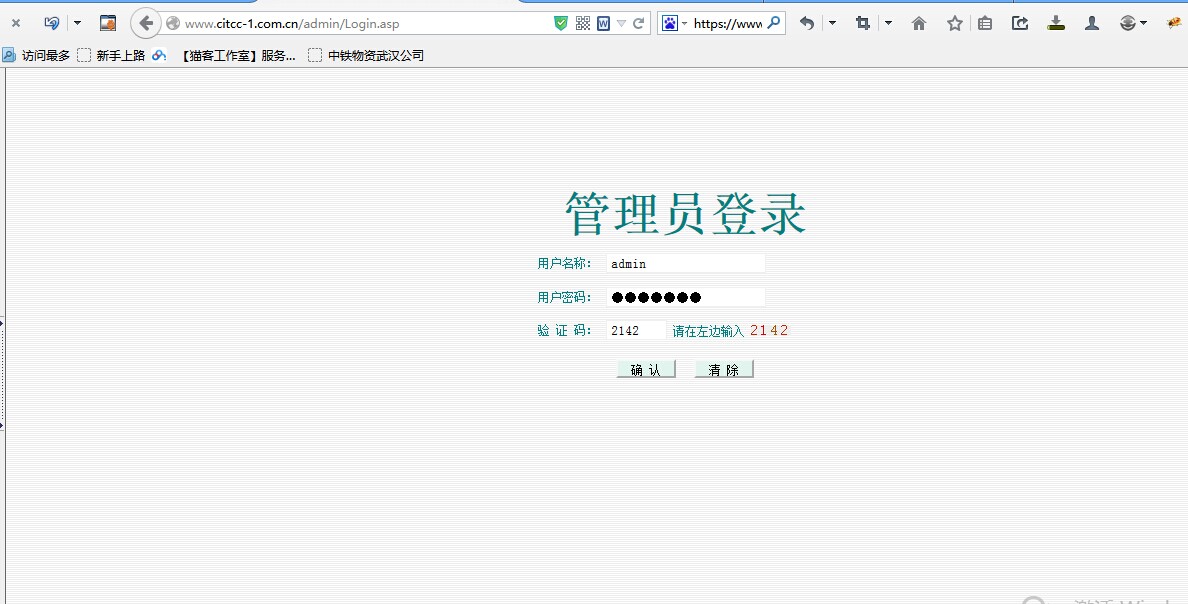 www.citcc-1.com.cn/admin/Login.asp
https://www
访问最多 新手上路 【猫客工作室】服务... 中铁物资武汉公司
管理员登录
用户名称: admin
用户密码: ●●●●●●●
验 证 码: 2142 请在左边输入 2142
确 认 清 除